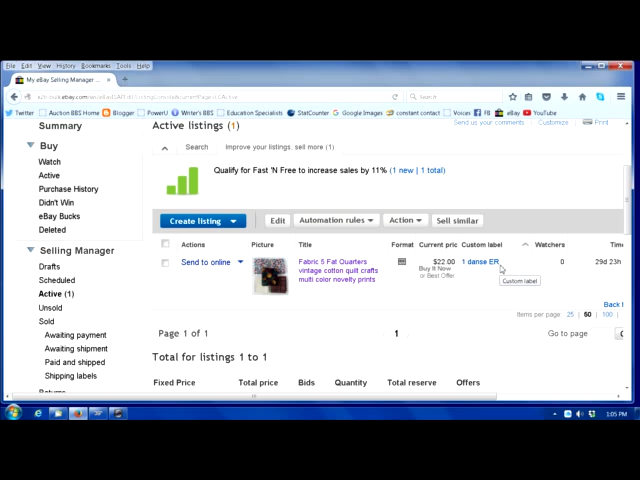 File Edit View History Bookmarks Tools Help
My eBay Selling Manager ...
Search
Twitter Auction BBS Home Blogger PowerU Writer's BBS Education Specialists StatCounter Google Images constant contact Voices FB eBay YouTube
Summary
Active listings (1)
Send us your comments Customize Print
Buy
Search Improve your listings, sell more (1)
Watch
Active
Purchase History
Didn't Win
eBay Bucks
Deleted
Qualify for Fast 'N Free to increase sales by 11% (1 new | 1 total)
Create listing Edit Automation rules Action Sell similar
Selling Manager
Drafts
Scheduled
Active (1)
Unsold
Sold
Awaiting payment
Awaiting shipment
Paid and shipped
Shipping labels
Returns
Actions Picture Title Format Current pric Custom label Watchers Tim
Send to online
Fabric 5 Fat Quarters
vintage cotton quilt crafts
multi color novelty prints
$22.00
Buy It Now
or Best Offer
1 danse ER
0
29d 23h
Custom label
Back
Items per page: 25 | 50 | 100
Page 1 of 1 1 Go to page
Total for listings 1 to 1
Fixed Price Total price Bids Quantity Total reserve Offers
1:05 PM